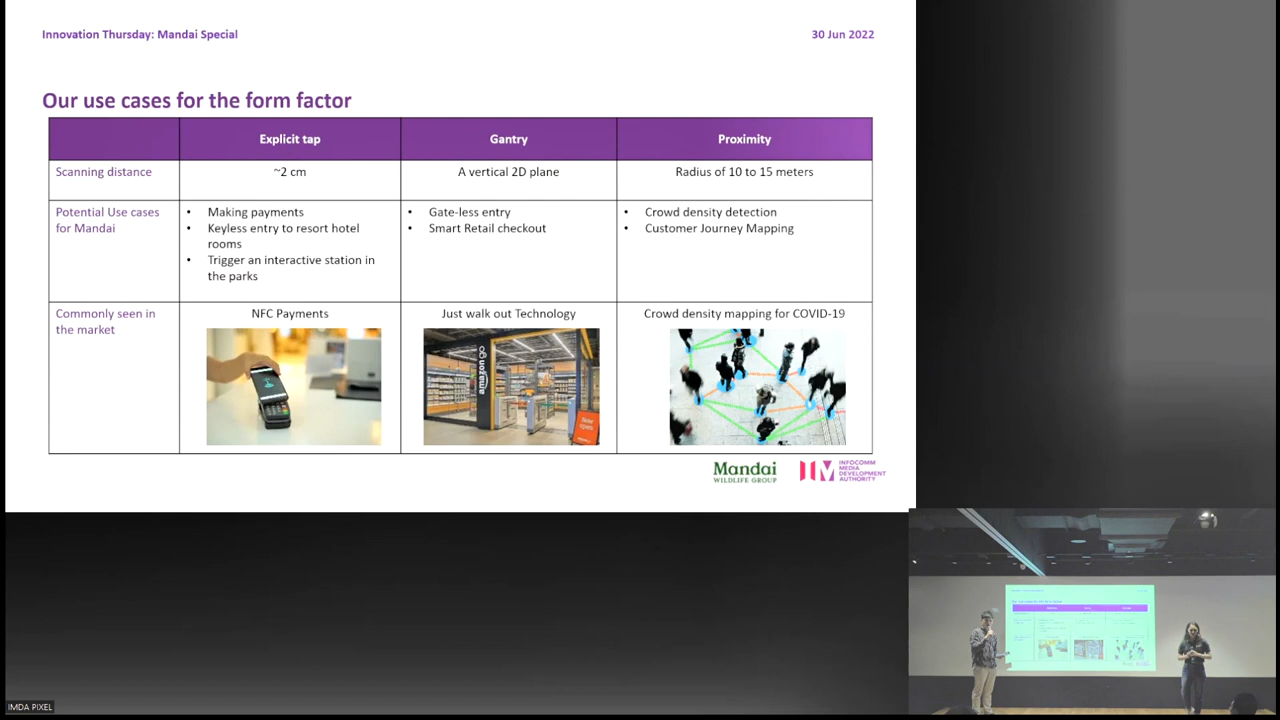 Innovation Thursday: Mandai Special
30 Jun 2022
Our use cases for the form factor
Explicit tap
Gantry
Proximity
Scanning distance
~2 cm
A vertical 2D plane
Radius of 10 to 15 meters
Potential Use cases
for Mandai
• Making payments
• Keyless entry to resort hotel
rooms
• Trigger an interactive station in
the parks
• Gate-less entry
• Smart Retail checkout
• Crowd density detection
• Customer Journey Mapping
Commonly seen in
the market
NFC Payments
Just walk out Technology
Crowd density mapping for COVID-19
amazon go
Now
open
Mandai
WILDLIFE GROUP
IM
INFOCOMM
MEDIA
DEVELOPMENT
AUTHORITY
IMDA PIXEL